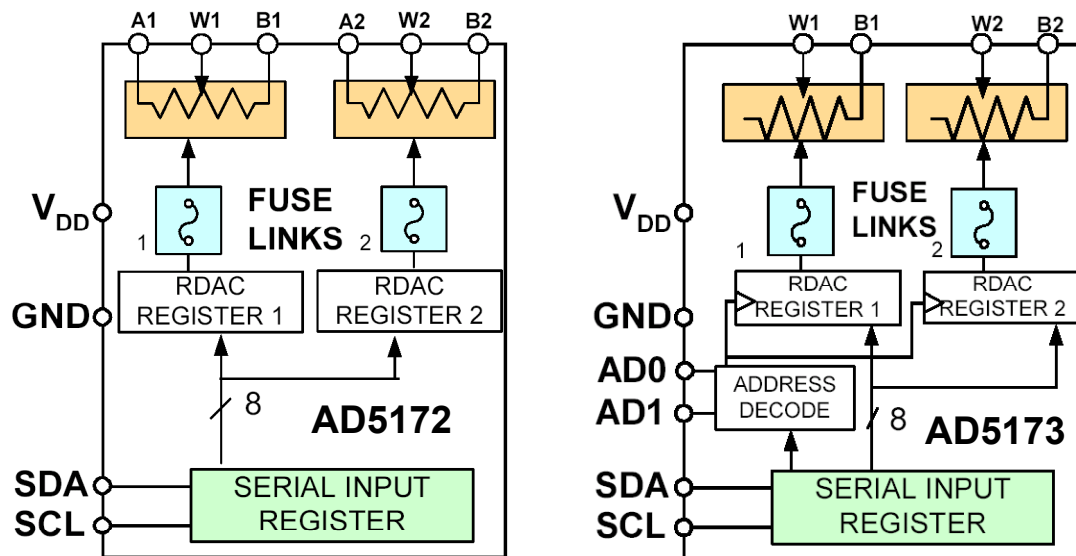 A1 W1 B1 A2 W2 B2
V_DD
1
FUSE
LINKS
2
GND
RDAC
REGISTER 1
RDAC
REGISTER 2
8
AD5172
SDA
SCL
SERIAL INPUT
REGISTER
W1 B1 W2 B2
V_DD
1
FUSE
LINKS
2
GND
RDAC
REGISTER 1
RDAC
REGISTER 2
AD0
AD1
ADDRESS
DECODE
8
AD5173
SDA
SCL
SERIAL INPUT
REGISTER